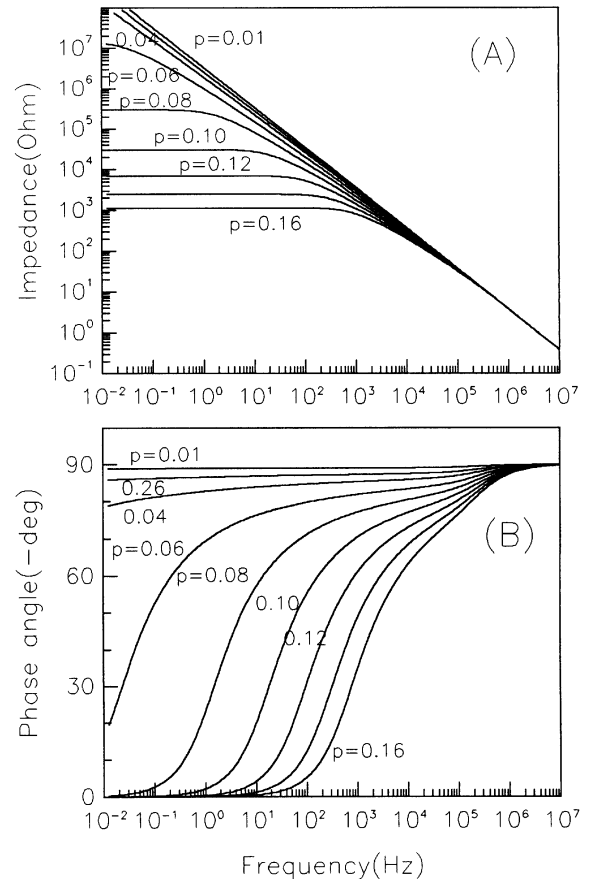 10⁷
10⁶
10⁵
10⁴
10³
10²
10¹
10⁰
10⁻¹
Impedance(Ohm)
0.04
p=0.01
p=0.06
p=0.08
p=0.10
p=0.12
p=0.16
(A)
10⁻² 10⁻¹ 10⁰ 10¹ 10² 10³ 10⁴ 10⁵ 10⁶ 10⁷
90
60
30
0
Phase angle(−deg)
p=0.01
0.26
0.04
p=0.06
p=0.08
0.10
0.12
p=0.16
(B)
10⁻² 10⁻¹ 10⁰ 10¹ 10² 10³ 10⁴ 10⁵ 10⁶ 10⁷
Frequency(Hz)